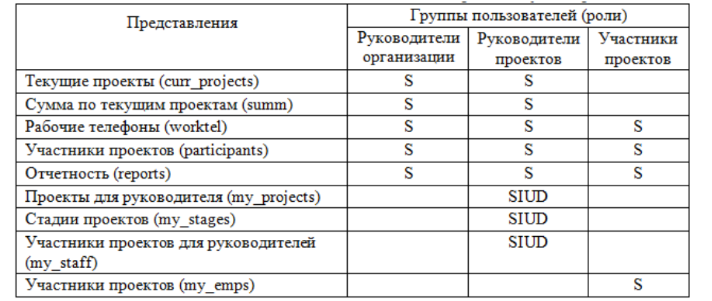 Представления
Группы пользователей (роли)
Руководители организации
Руководители проектов
Участники проектов
Текущие проекты (curr_projects) S S
Сумма по текущим проектам (summ) S S
Рабочие телефоны (worktel) S S S
Участники проектов (participants) S S S
Отчетность (reports) S S S
Проекты для руководителя (my_projects) SIUD
Стадии проектов (my_stages) SIUD
Участники проектов для руководителей SIUD
(my_staff)
Участники проектов (my_emps) S